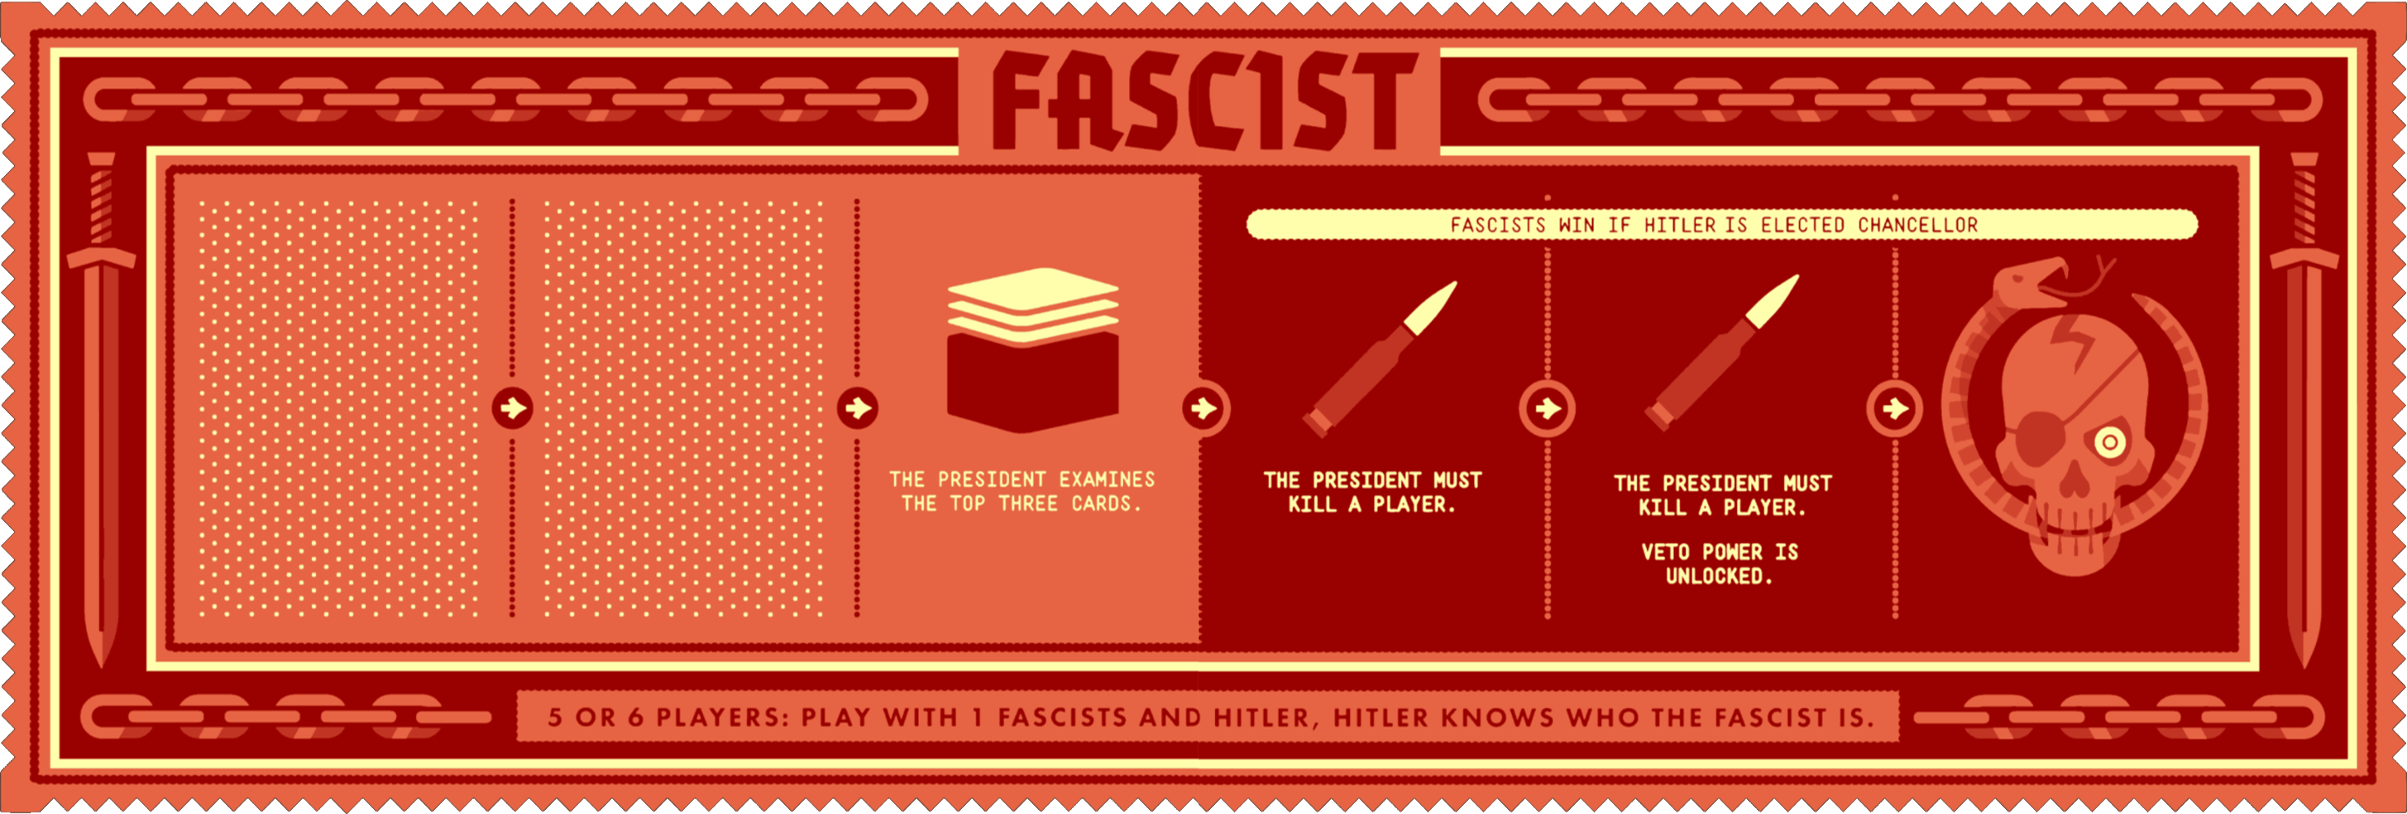 FASCIST
FASCISTS WIN IF HITLER IS ELECTED CHANCELLOR
THE PRESIDENT EXAMINES
THE TOP THREE CARDS.
THE PRESIDENT MUST
KILL A PLAYER.
THE PRESIDENT MUST
KILL A PLAYER.
VETO POWER IS
UNLOCKED.
5 OR 6 PLAYERS: PLAY WITH 1 FASCISTS AND HITLER, HITLER KNOWS WHO THE FASCIST IS.